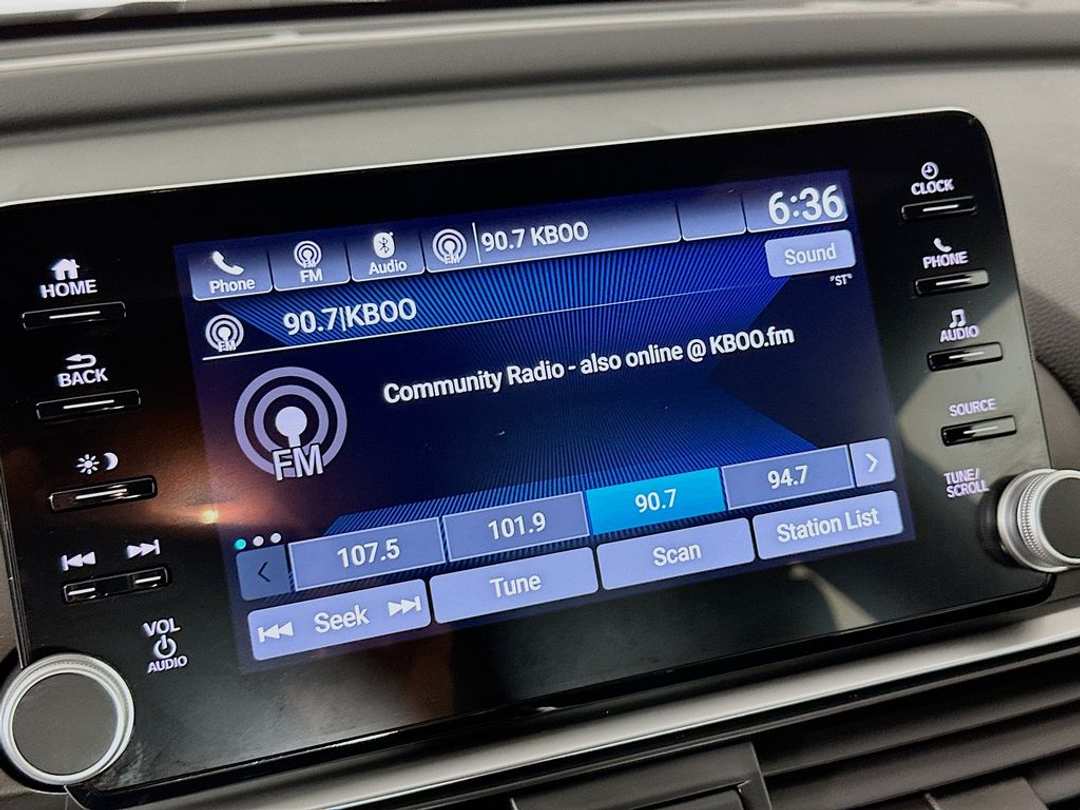 HOME
BACK
VOL
AUDIO
Phone
FM
Audio
FM
90.7 KBOO
6:36
FM
90.7|KBOO
Sound
"ST"
FM
Community Radio - also online @ KBOO.fm
107.5
101.9
90.7
94.7
Seek
Tune
Scan
Station List
CLOCK
PHONE
AUDIO
SOURCE
TUNE/
SCROLL